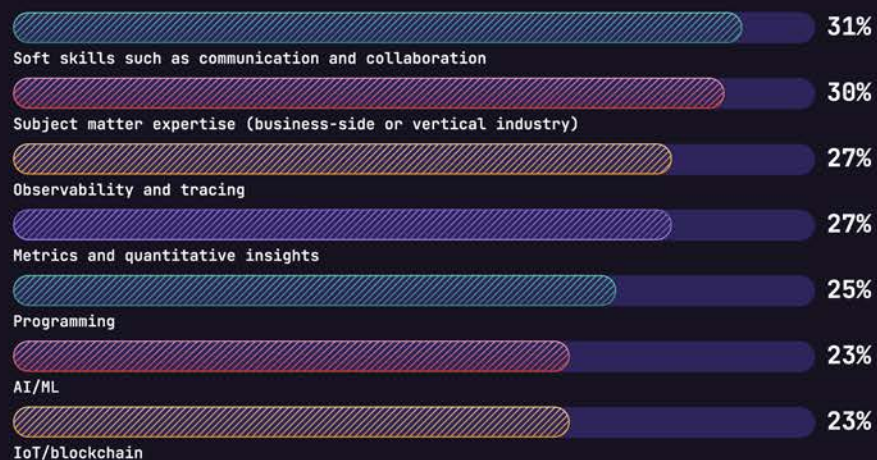 31%
Soft skills such as communication and collaboration
30%
Subject matter expertise (business-side or vertical industry)
27%
Observability and tracing
27%
Metrics and quantitative insights
25%
Programming
23%
AI/ML
23%
IoT/blockchain